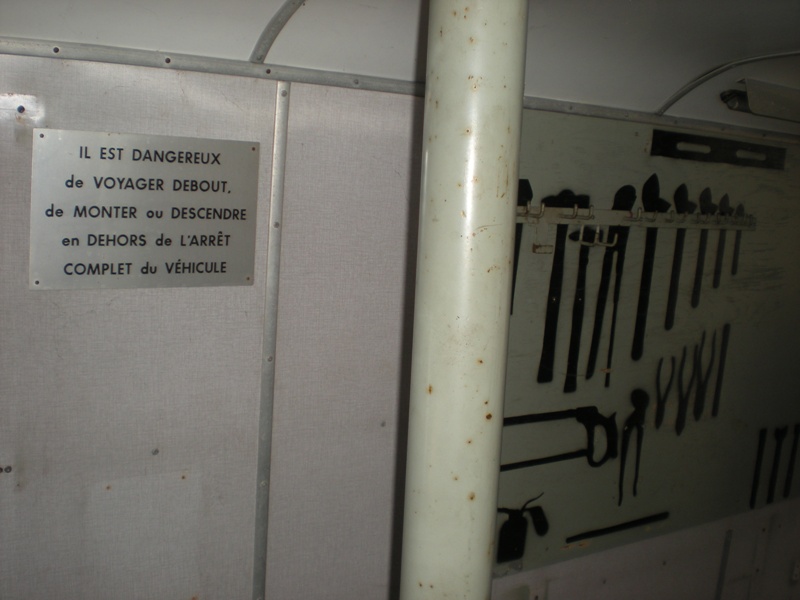 IL EST DANGEREUX
de VOYAGER DEBOUT,
de MONTER ou DESCENDRE
en DEHORS de L'ARRÊT
COMPLET du VÉHICULE